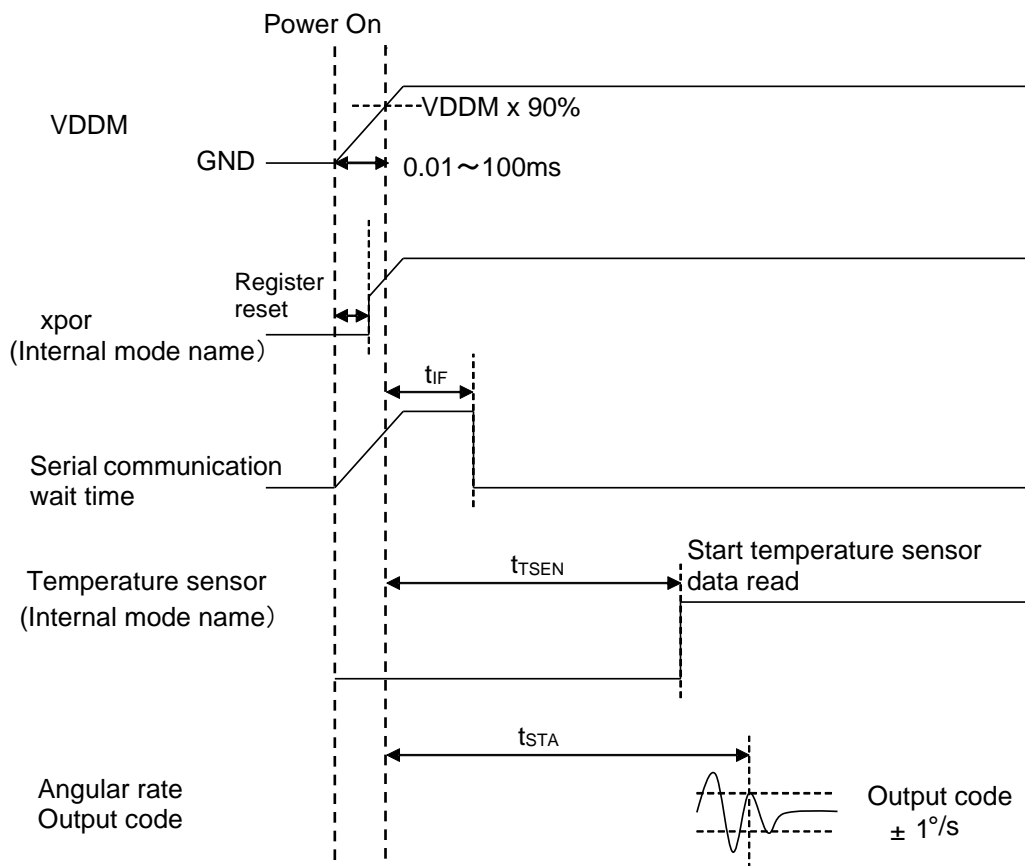 Power On
VDDM
VDDM x 90%
GND
0.01～100ms
Register
reset
xpor
(Internal mode name）
tIF
Serial communication
wait time
Temperature sensor
(Internal mode name）
tTSEN
Start temperature sensor
data read
tSTA
Angular rate
Output code
Output code
± 1°/s